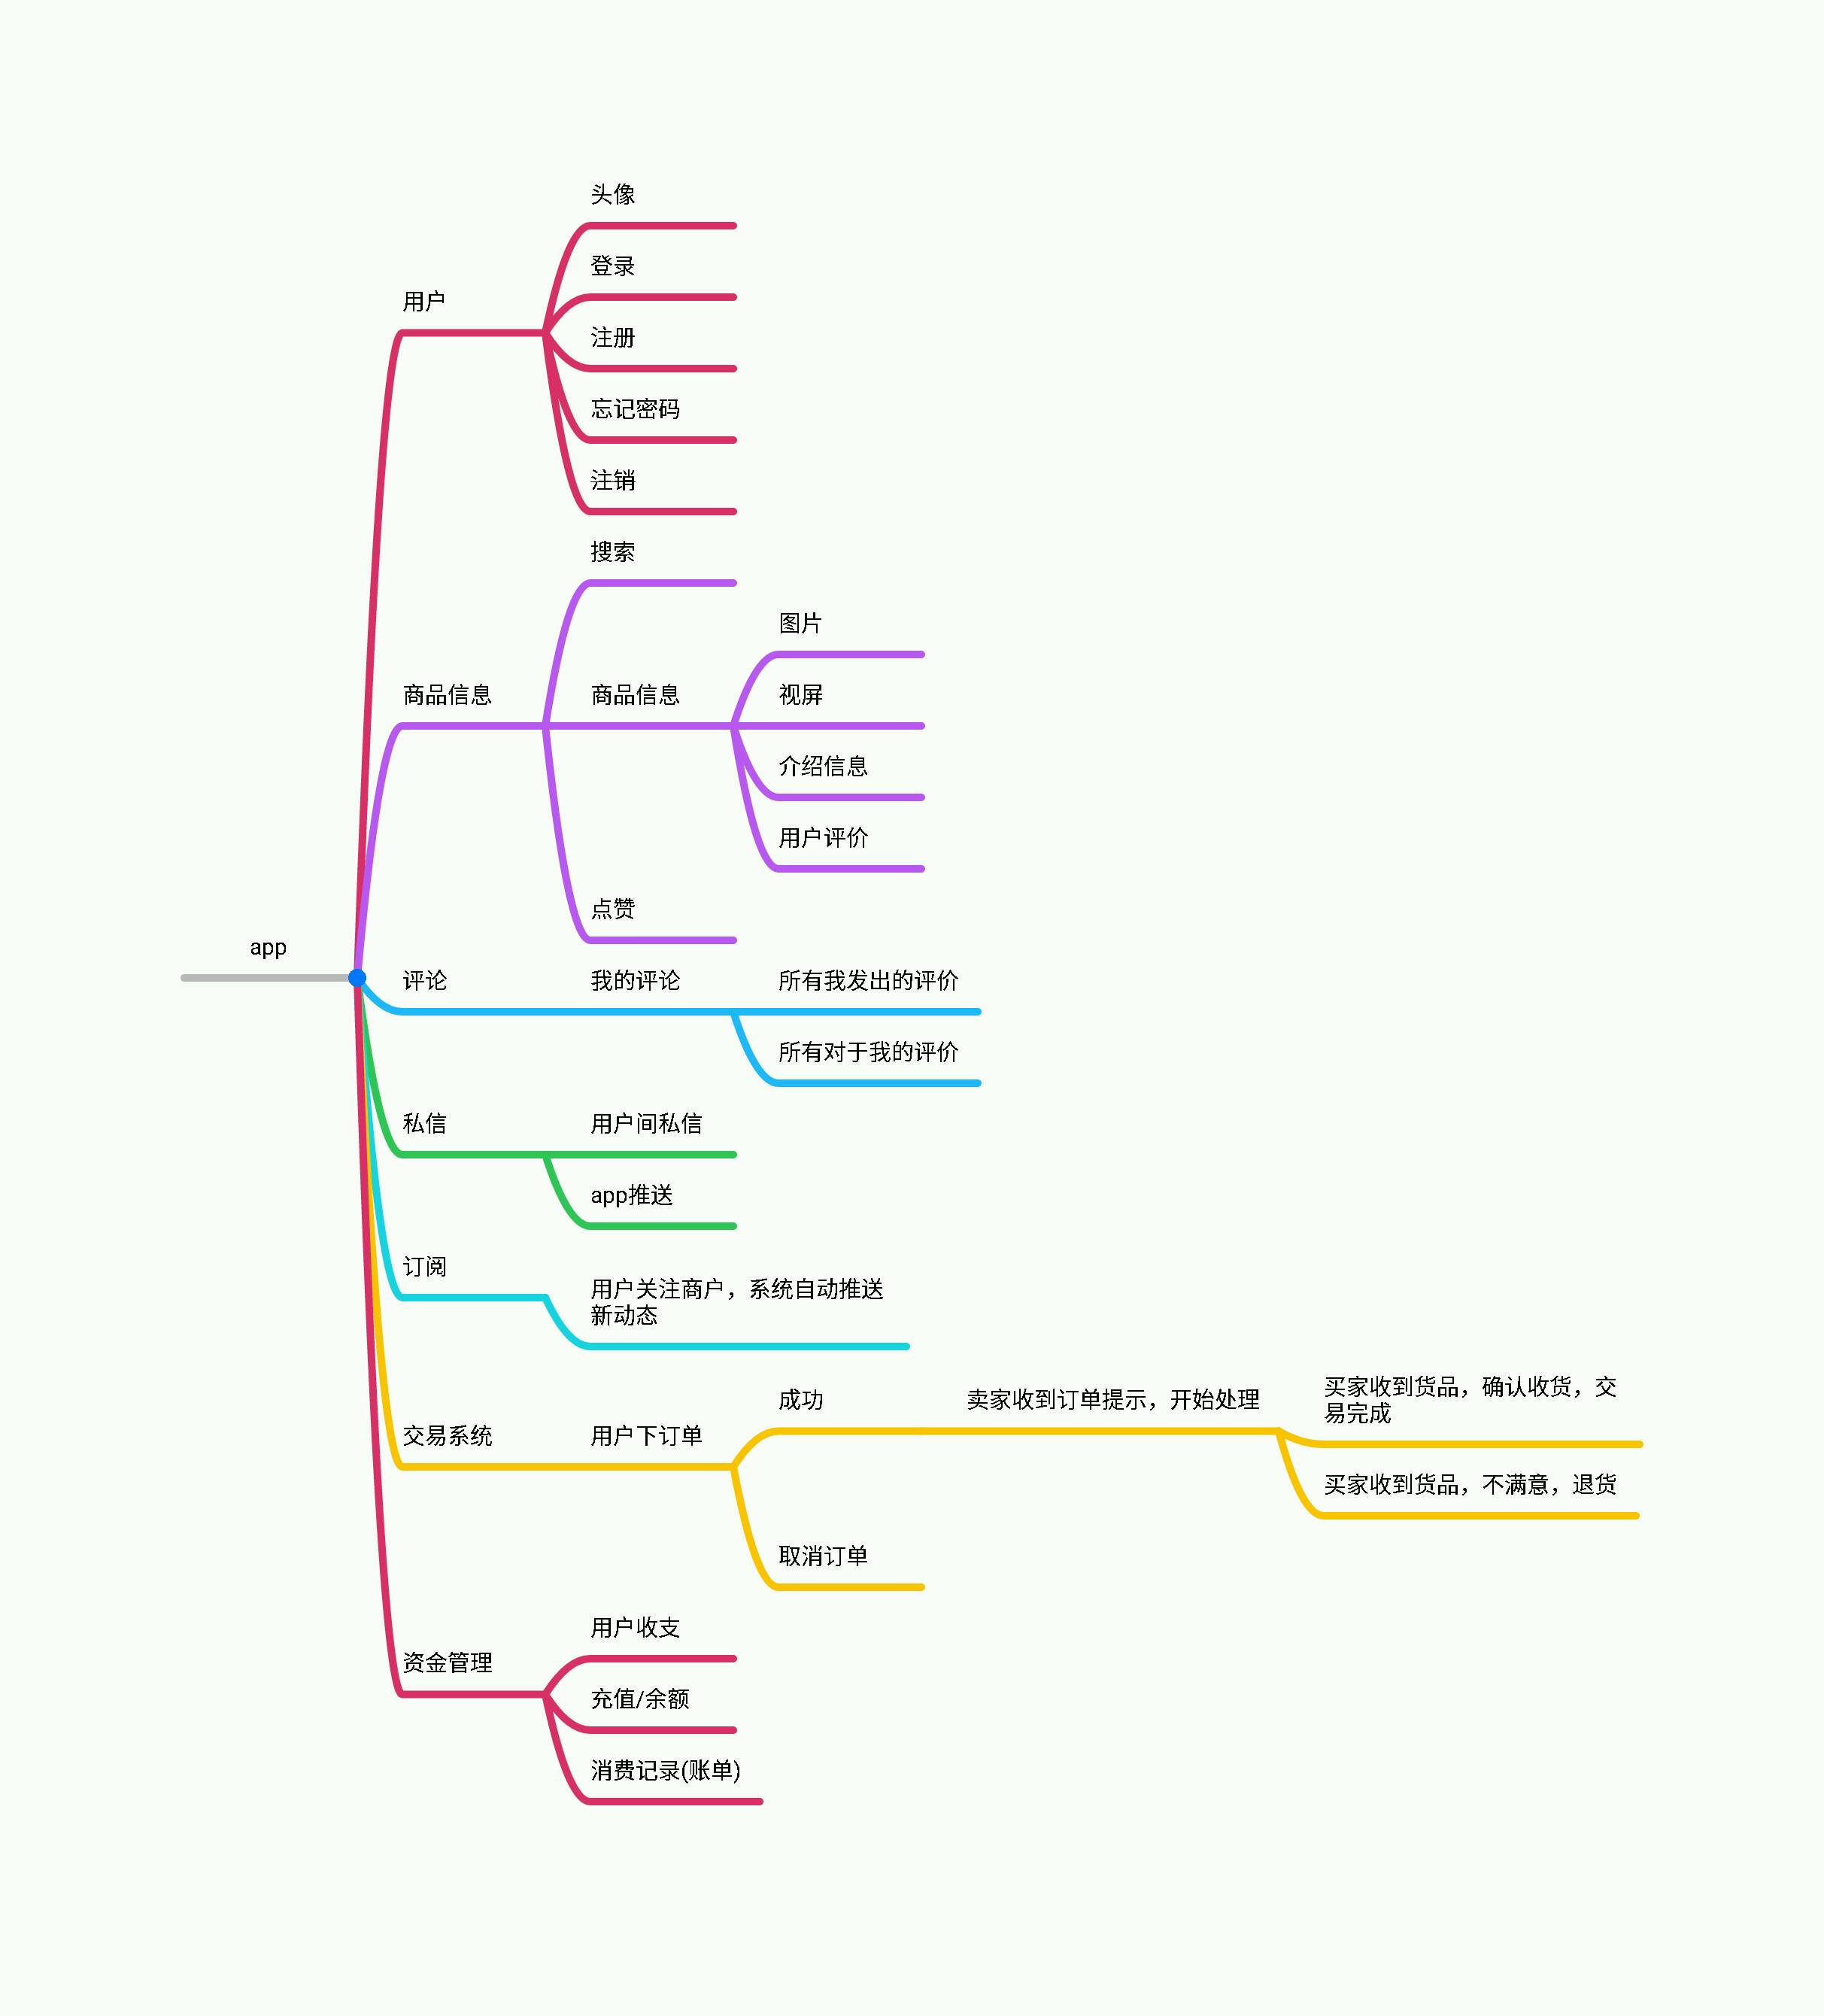 头像
登录
用户
注册
忘记密码
注销
搜索
图片
商品信息
商品信息
视屏
介绍信息
用户评价
点赞
app
评论
我的评论
所有我发出的评价
所有对于我的评价
私信
用户间私信
app推送
订阅
用户关注商户，系统自动推送
新动态
成功
卖家收到订单提示，开始处理
买家收到货品，确认收货，交
易完成
交易系统
用户下订单
买家收到货品，不满意，退货
取消订单
用户收支
资金管理
充值/余额
消费记录(账单)